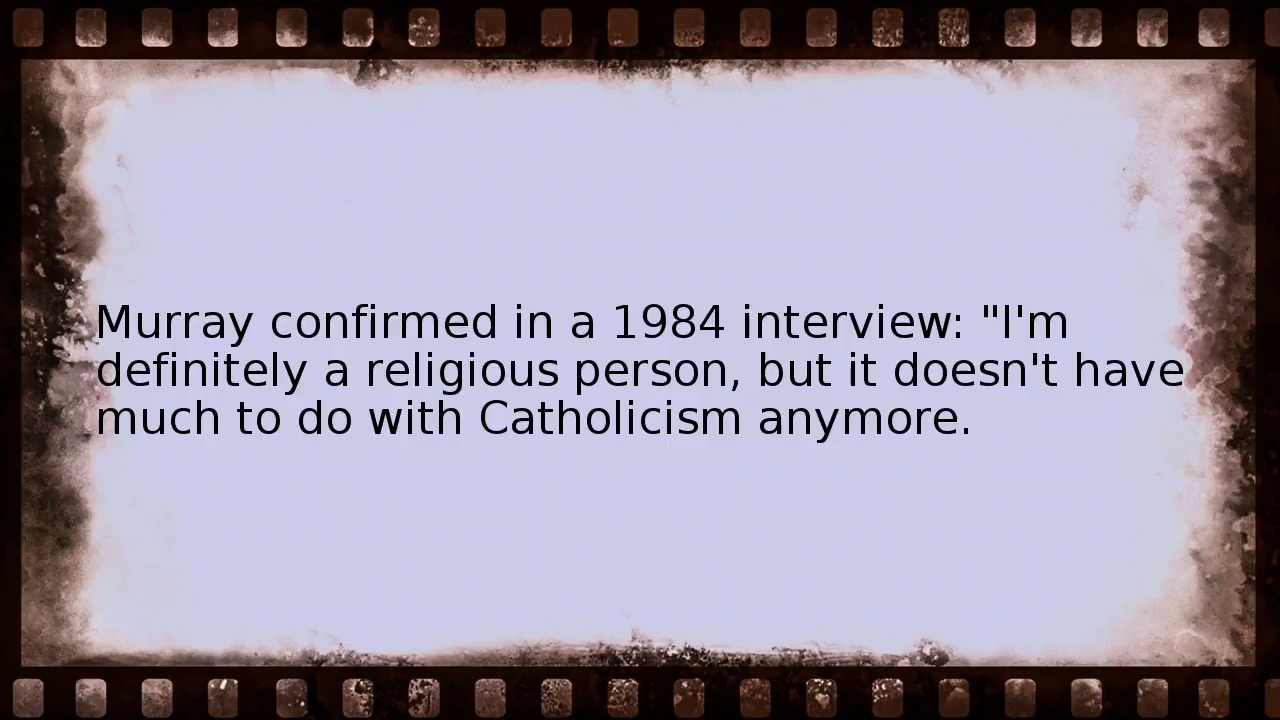 Murray confirmed in a 1984 interview: "I'm
definitely a religious person, but it doesn't have
much to do with Catholicism anymore.